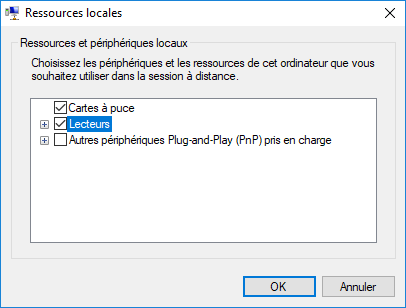 Ressources locales
Ressources et périphériques locaux
Choisissez les périphériques et les ressources de cet ordinateur que vous
souhaitez utiliser dans la session à distance.
Cartes à puce
Lecteurs
Autres périphériques Plug-and-Play (PnP) pris en charge
OK
Annuler